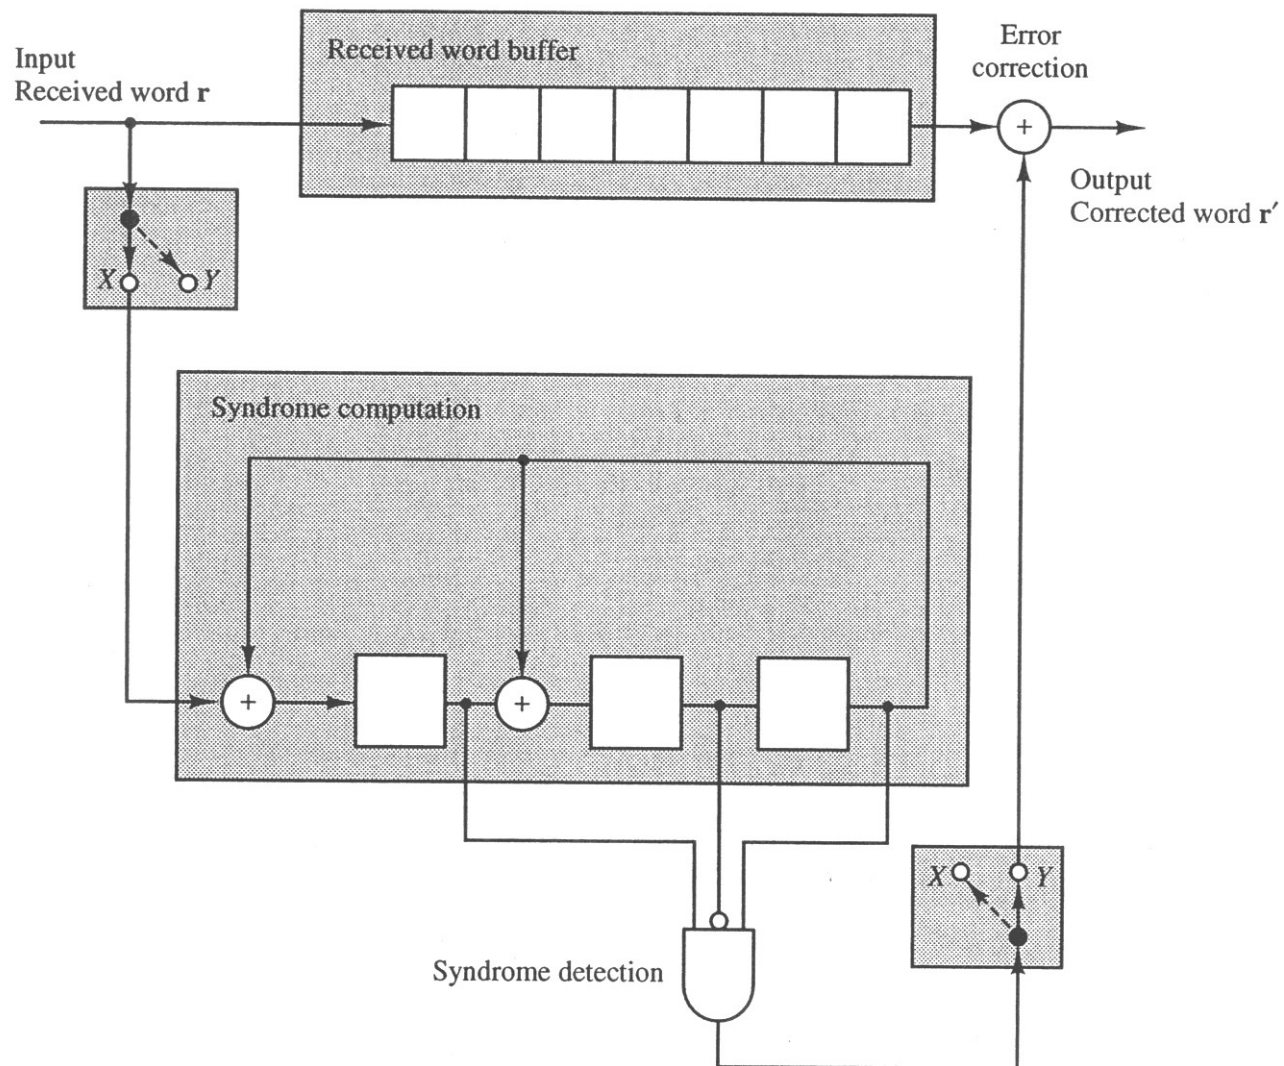 Received word buffer
Error
correction
Input
Received word r
+
Output
Corrected word r′
X
Y
Syndrome computation
+
+
X
Y
Syndrome detection